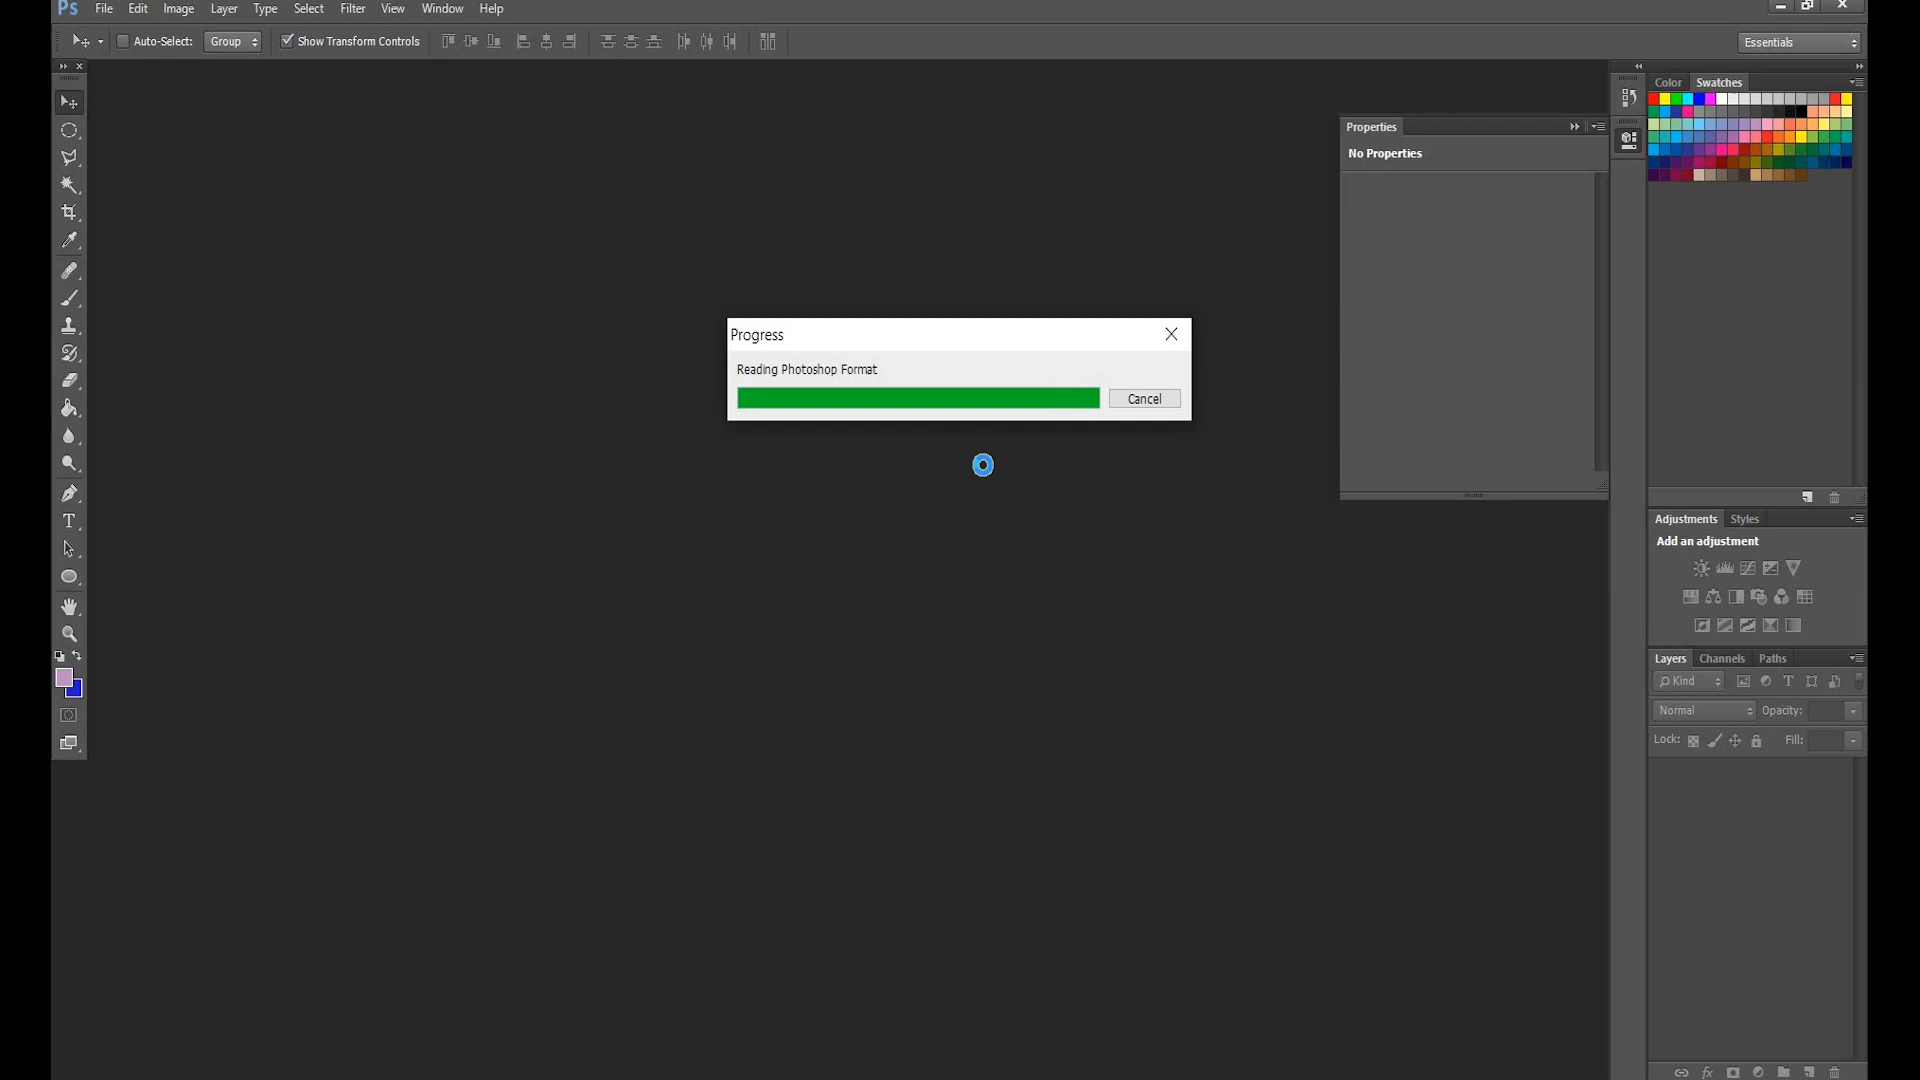 Ps File Edit Image Layer Type Select Filter View Window Help
Auto-Select: Group Show Transform Controls Essentials
Color Swatches
Properties
No Properties
Progress
Reading Photoshop Format
Cancel
Adjustments Styles
Add an adjustment
Layers Channels Paths
Kind
Normal Opacity:
Lock: Fill:
fx